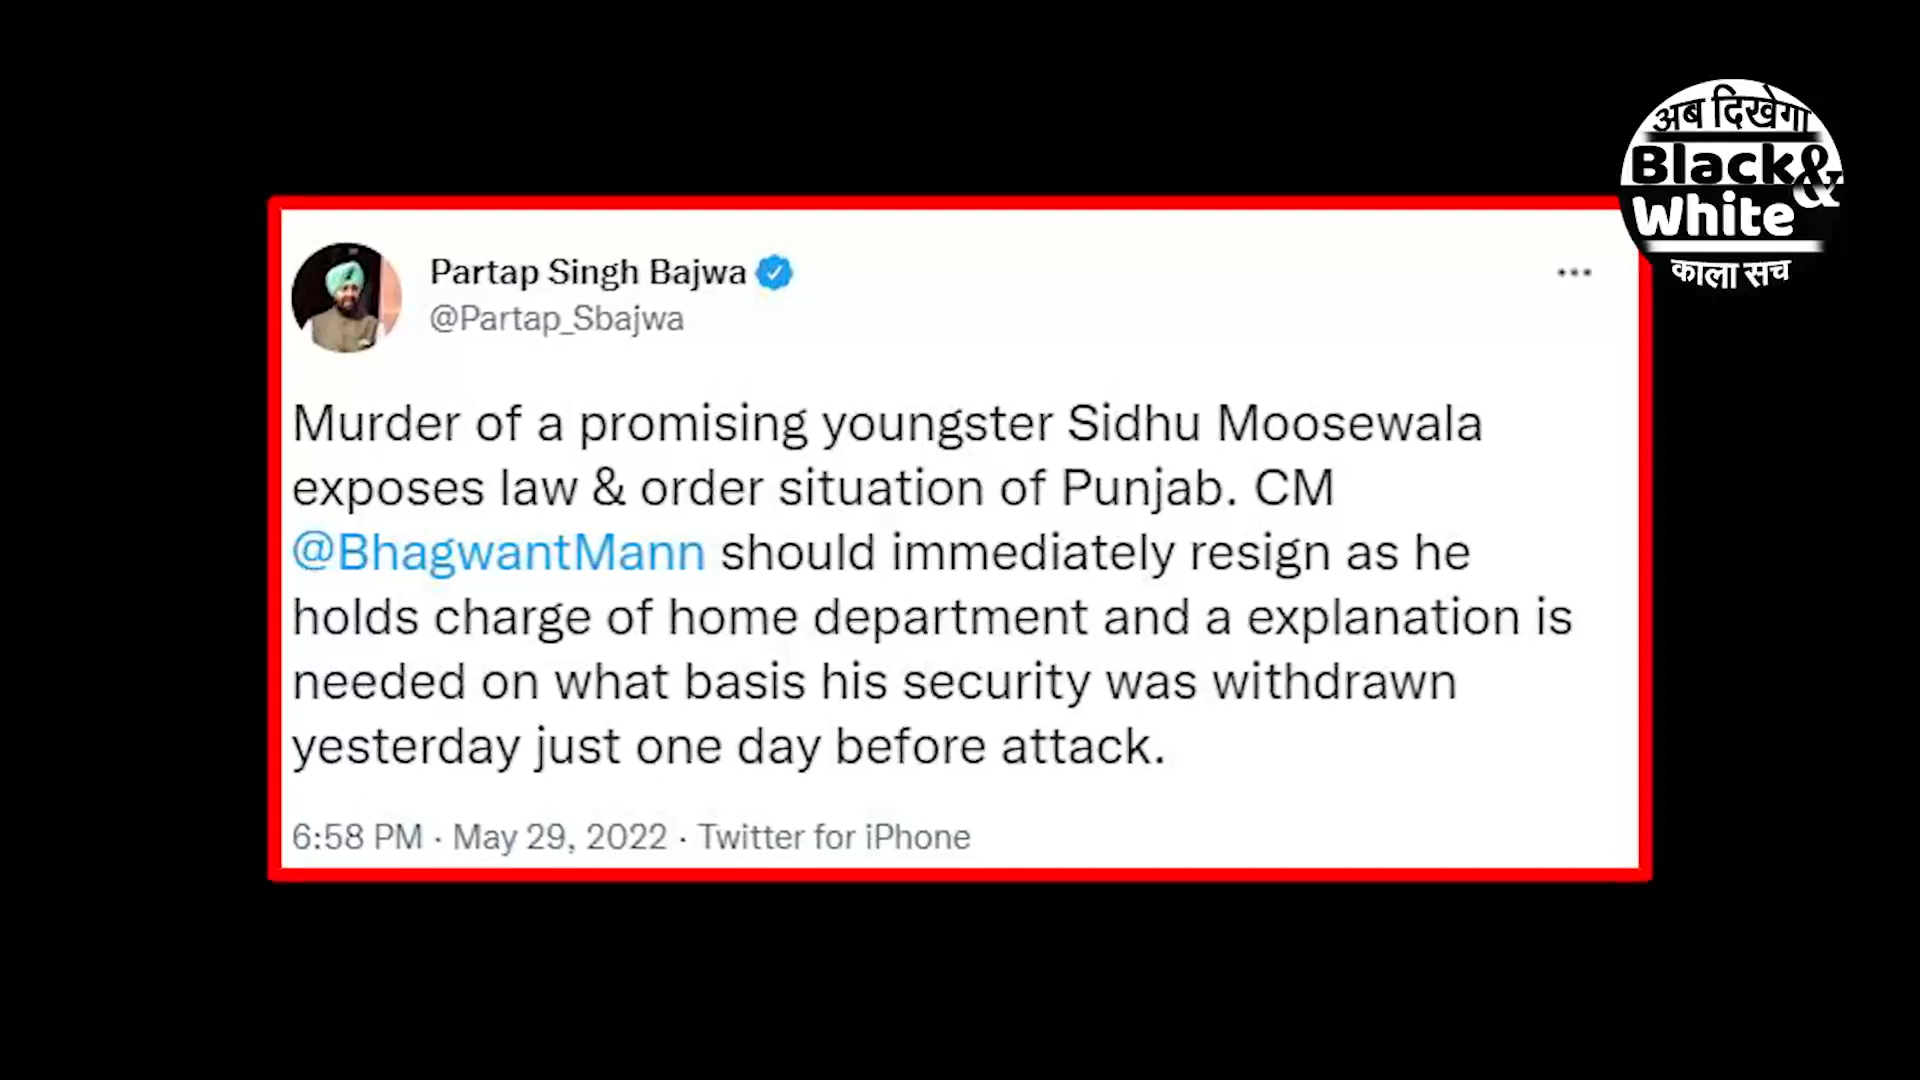 अब दिखेगा
Black&
White
काला सच
Partap Singh Bajwa
@Partap_Sbajwa
Murder of a promising youngster Sidhu Moosewala
exposes law & order situation of Punjab. CM
@BhagwantMann should immediately resign as he
holds charge of home department and a explanation is
needed on what basis his security was withdrawn
yesterday just one day before attack.
6:58 PM · May 29, 2022 · Twitter for iPhone